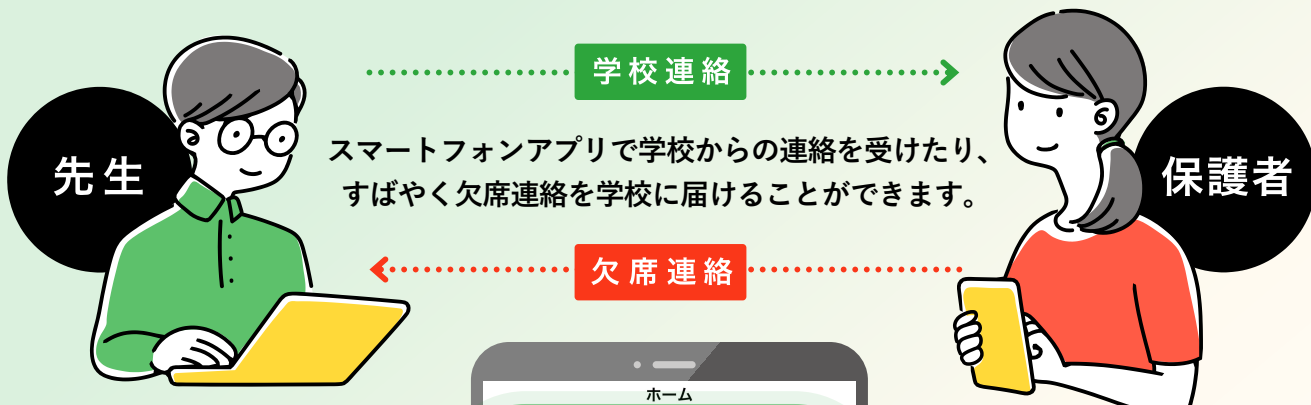 学校連絡
先生
スマートフォンアプリで学校からの連絡を受けたり、
すばやく欠席連絡を学校に届けることができます。
保護者
欠席連絡
ホーム